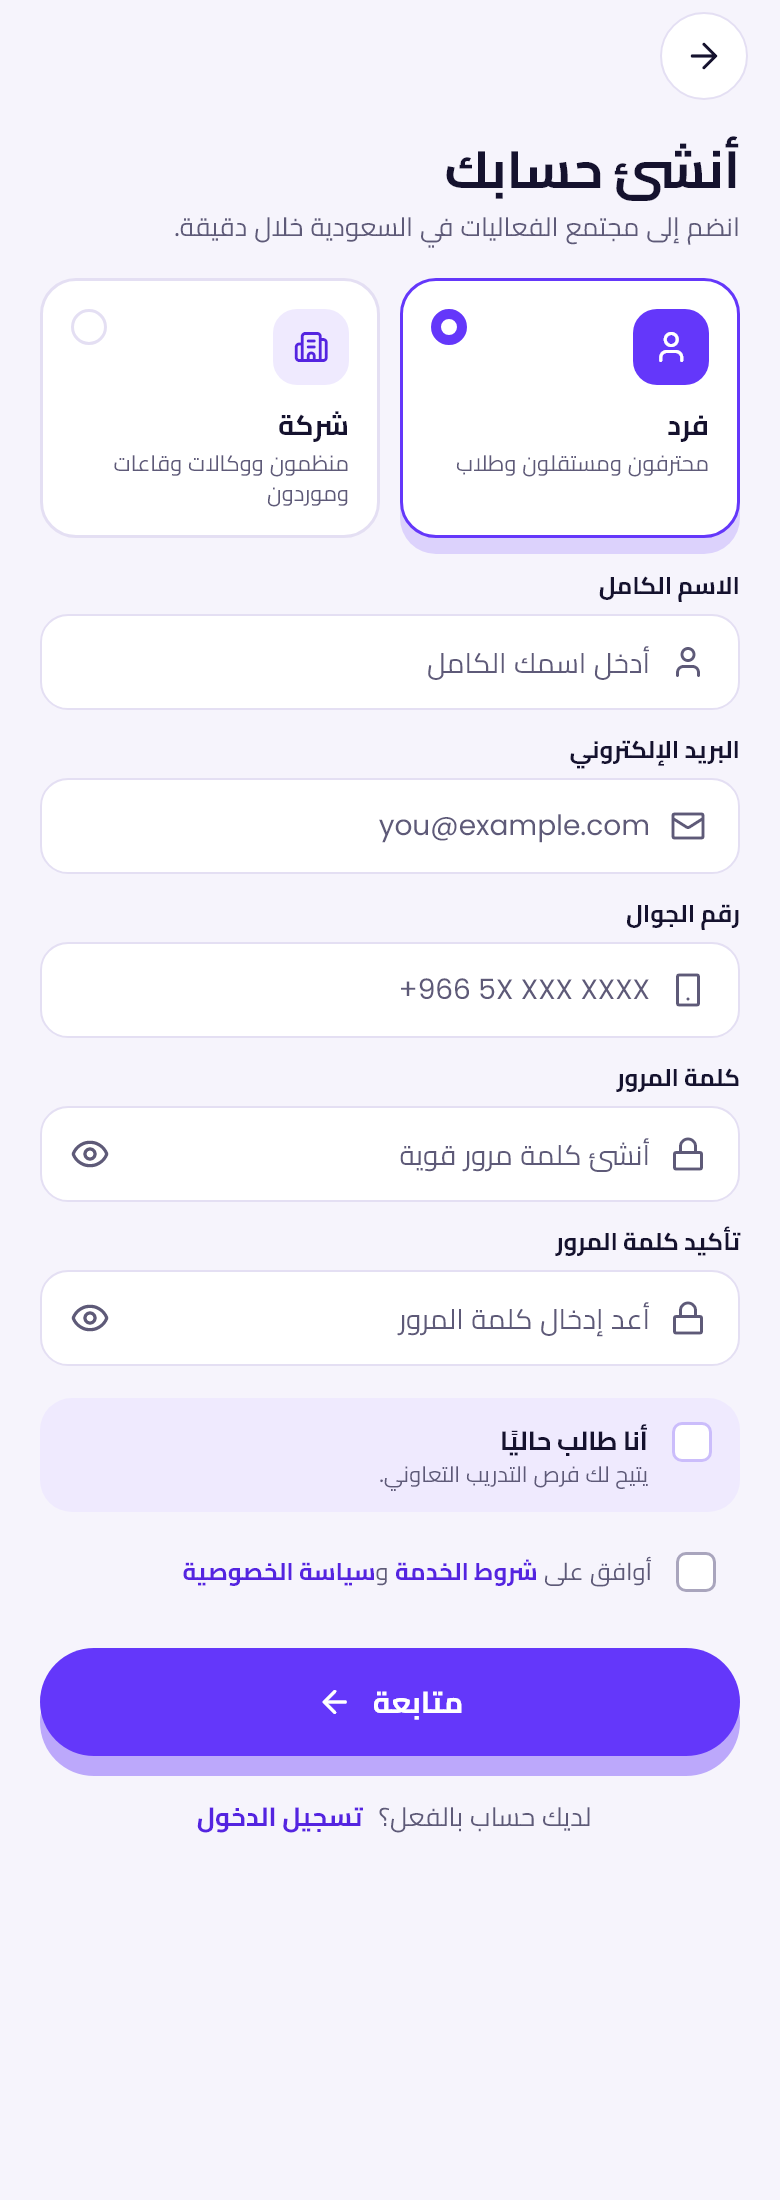 أنشئ حسابك
انضم إلى مجتمع الفعاليات في السعودية خلال دقيقة.
فرد
محترفون ومستقلون وطلاب
شركة
منظمون ووكالات وقاعات
وموردون
الاسم الكامل
أدخل اسمك الكامل
البريد الإلكتروني
you@example.com
رقم الجوال
+966 5X XXX XXXX
كلمة المرور
أنشئ كلمة مرور قوية
تأكيد كلمة المرور
أعد إدخال كلمة المرور
أنا طالب حاليًا
يتيح لك فرص التدريب التعاوني.
أوافق على شروط الخدمة وسياسة الخصوصية
متابعة
لديك حساب بالفعل؟ تسجيل الدخول